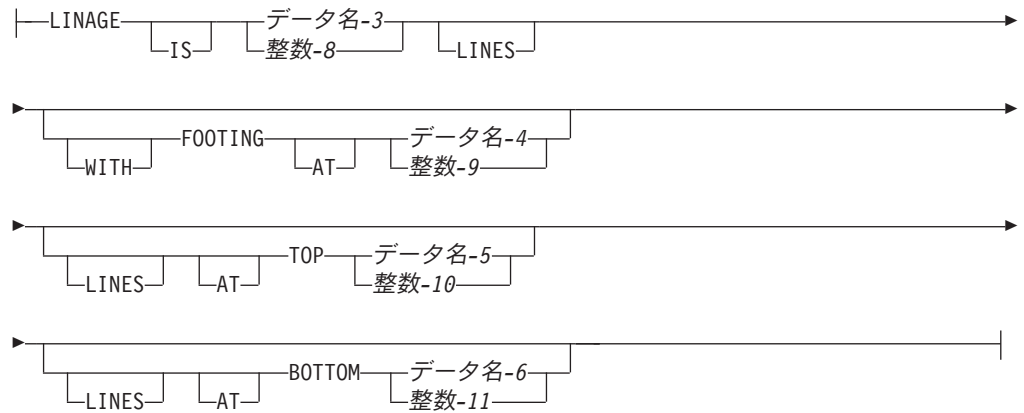 LINAGE IS データ名-3 LINES
整数-8
WITH FOOTING AT データ名-4
整数-9
LINES AT TOP データ名-5
整数-10
LINES AT BOTTOM データ名-6
整数-11